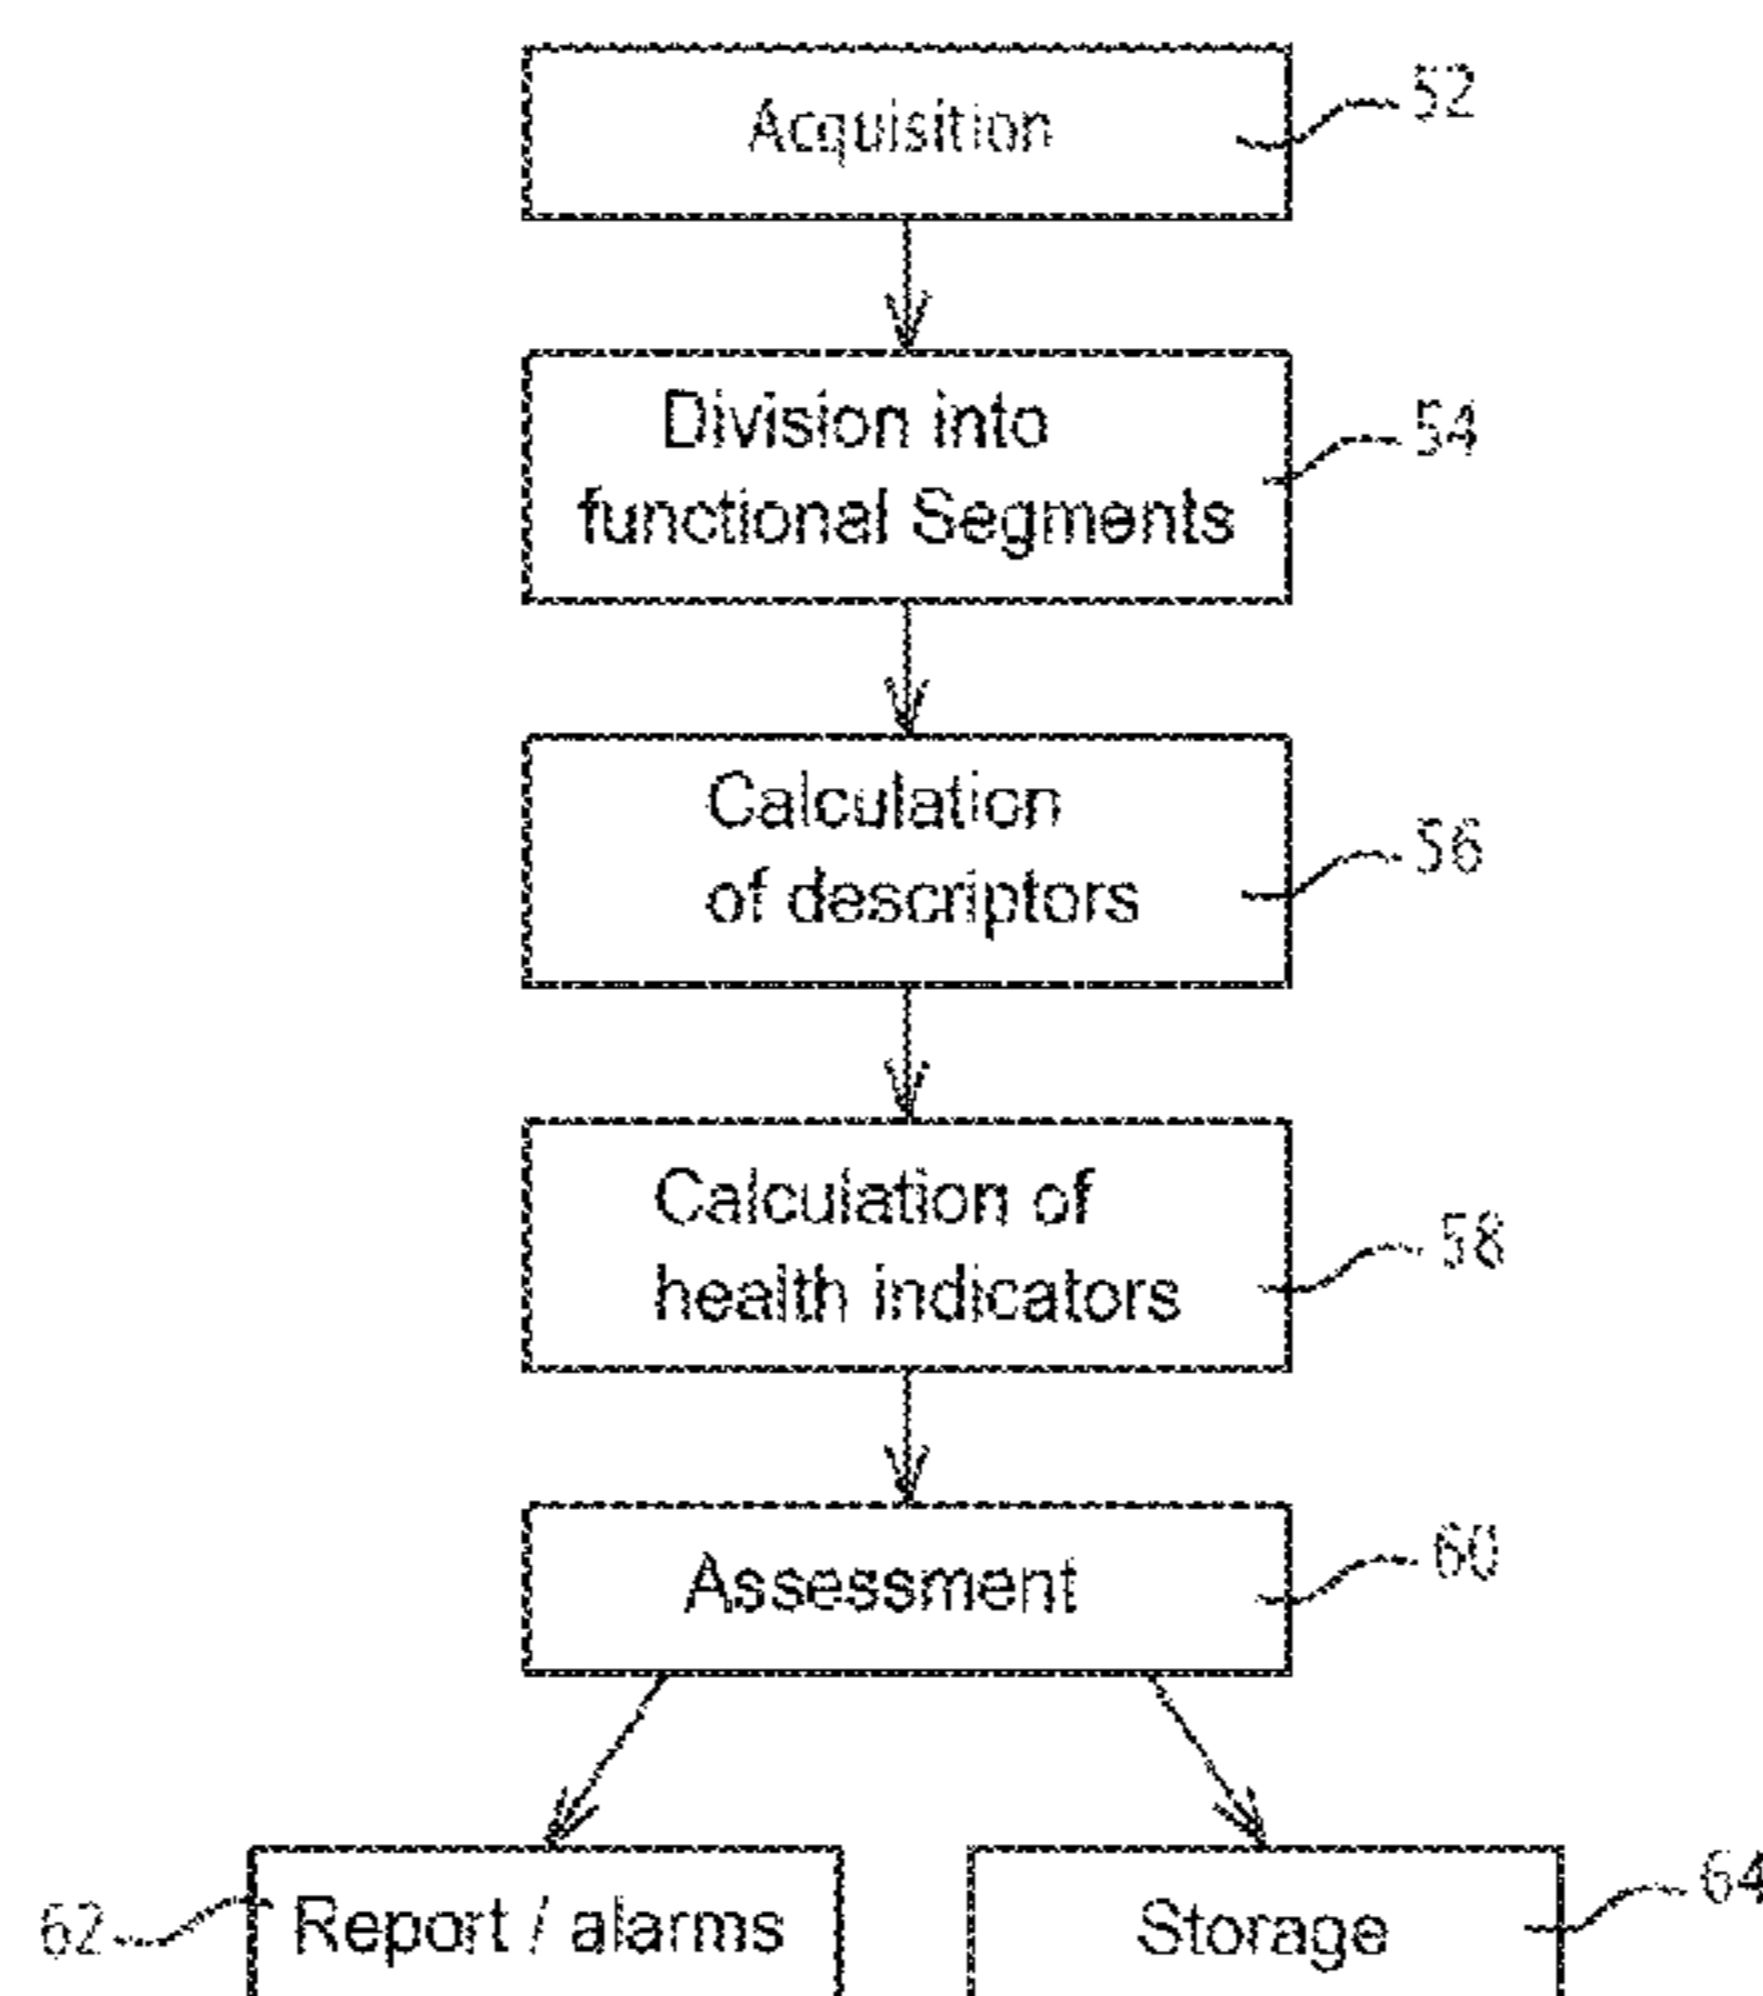 Acquisition
52
Division into
functional Segments
54
Calculation
of descriptors
56
Calculation of
health indicators
58
Assessment
60
62
Report / alarms
Storage
64